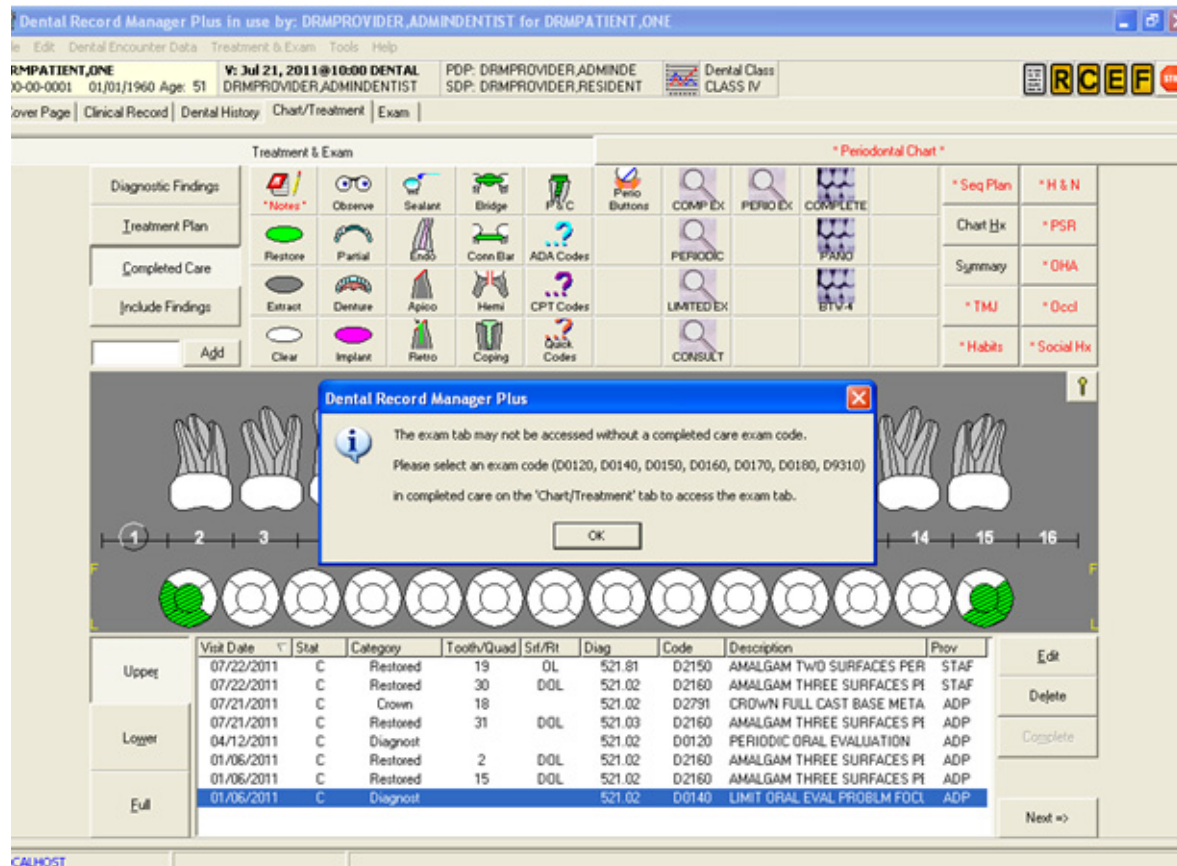 Dental Record Manager Plus in use by: DRMPROVIDER,ADMINDENTIST for DRMPATIENT,ONE
Edit Dental Encounter Data Treatment & Exam Tools Help
RMPATIENT,ONE V: Jul 21, 2011@10:00 DENTAL PDP: DRMPROVIDER,ADMINDE Dental Class
00-00-0001 01/01/1960 Age: 51 DRMPROVIDER,ADMINDENTIST SDP: DRMPROVIDER,RESIDENT CLASS IV
R C E F
over Page Clinical Record Dental History Chart/Treatment Exam
Treatment & Exam * Periodontal Chart *
Diagnostic Findings
Treatment Plan
Completed Care
Include Findings
Add
* Notes * Observe Sealant Bridge P&C Perio Buttons COMP EX PERIO EX COMPLETE
Restore Partial Endo Conn Bar ADA Codes PERIODIC PANO
Extract Denture Apico Hemi CPT Codes LIMITED EX BTW-4
Clear Implant Retro Coping Quick Codes CONSULT
* Seq Plan * H & N
Chart Hx * PSR
Summary * OHA
* TMJ * Occl
* Habits * Social Hx
Dental Record Manager Plus
The exam tab may not be accessed without a completed care exam code.
Please select an exam code (D0120, D0140, D0150, D0160, D0170, D0180, D9310)
in completed care on the 'Chart/Treatment' tab to access the exam tab.
OK
1 2 3 14 15 16
F F
L L
Upper
Lower
Full
Visit Date Stat Category Tooth/Quad Srf/Rt Diag Code Description Prov
07/22/2011 C Restored 19 OL 521.81 D2150 AMALGAM TWO SURFACES PER STAF
07/22/2011 C Restored 30 DOL 521.02 D2160 AMALGAM THREE SURFACES PE STAF
07/21/2011 C Crown 18 521.02 D2791 CROWN FULL CAST BASE META ADP
07/21/2011 C Restored 31 DOL 521.03 D2160 AMALGAM THREE SURFACES PE ADP
04/12/2011 C Diagnost 521.02 D0120 PERIODIC ORAL EVALUATION ADP
01/06/2011 C Restored 2 DOL 521.02 D2160 AMALGAM THREE SURFACES PE ADP
01/06/2011 C Restored 15 DOL 521.02 D2160 AMALGAM THREE SURFACES PE ADP
01/06/2011 C Diagnost 521.02 D0140 LIMIT ORAL EVAL PROBLM FOCU ADP
Edit
Delete
Complete
Next =>
CALHOST